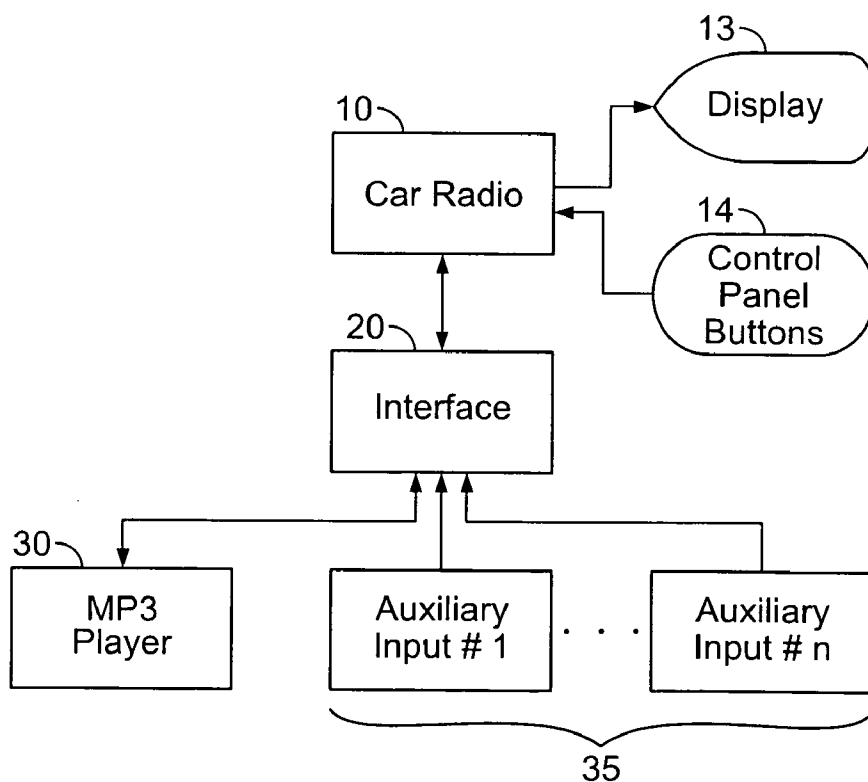 13
Display
10
Car Radio
14
Control
Panel
Buttons
20
Interface
30
MP3
Player
Auxiliary
Input # 1
. . .
Auxiliary
Input # n
35